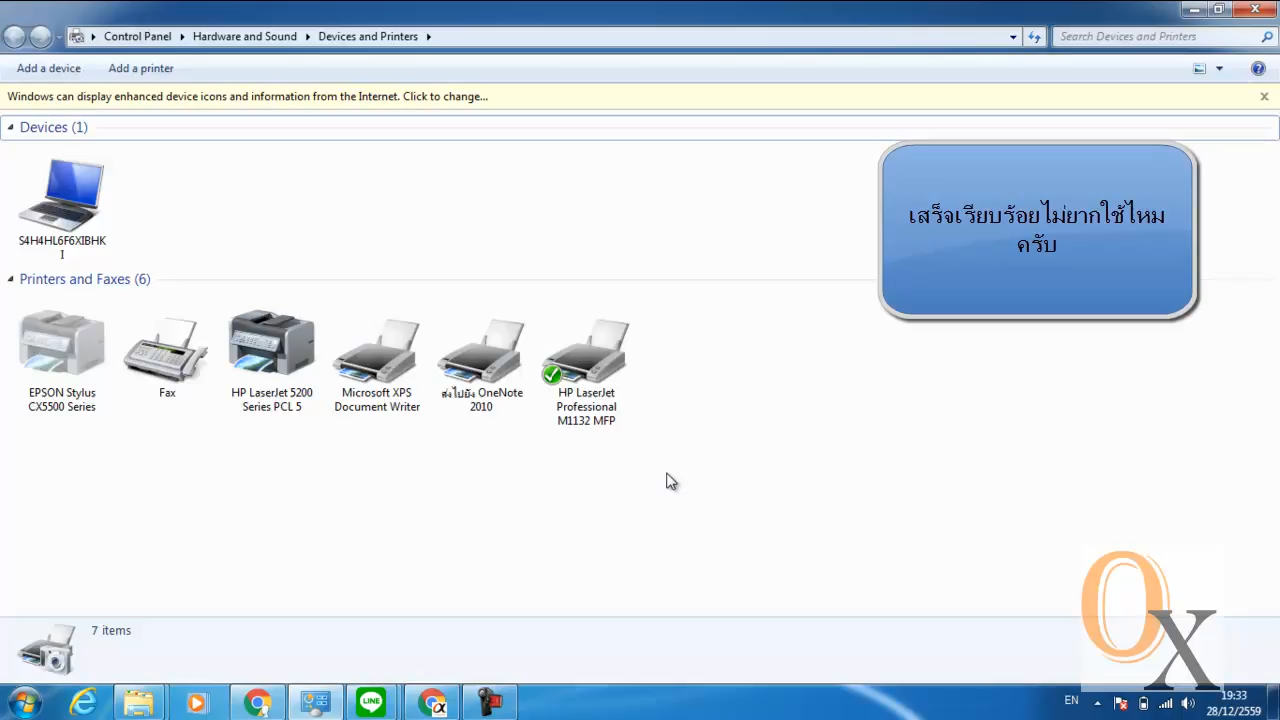 Control Panel
Hardware and Sound
Devices and Printers
Search Devices and Printers
Add a device
Add a printer
Windows can display enhanced device icons and information from the Internet. Click to change...
Devices (1)
S4H4HL6F6XIBHK
I
เสร็จเรียบร้อยไม่ยากใช้ไหม
ครับ
Printers and Faxes (6)
EPSON Stylus
CX5500 Series
Fax
HP LaserJet 5200
Series PCL 5
Microsoft XPS
Document Writer
ส่งไปยัง OneNote
2010
HP LaserJet
Professional
M1132 MFP
7 items
OX
LINE
EN
19:33
28/12/2559